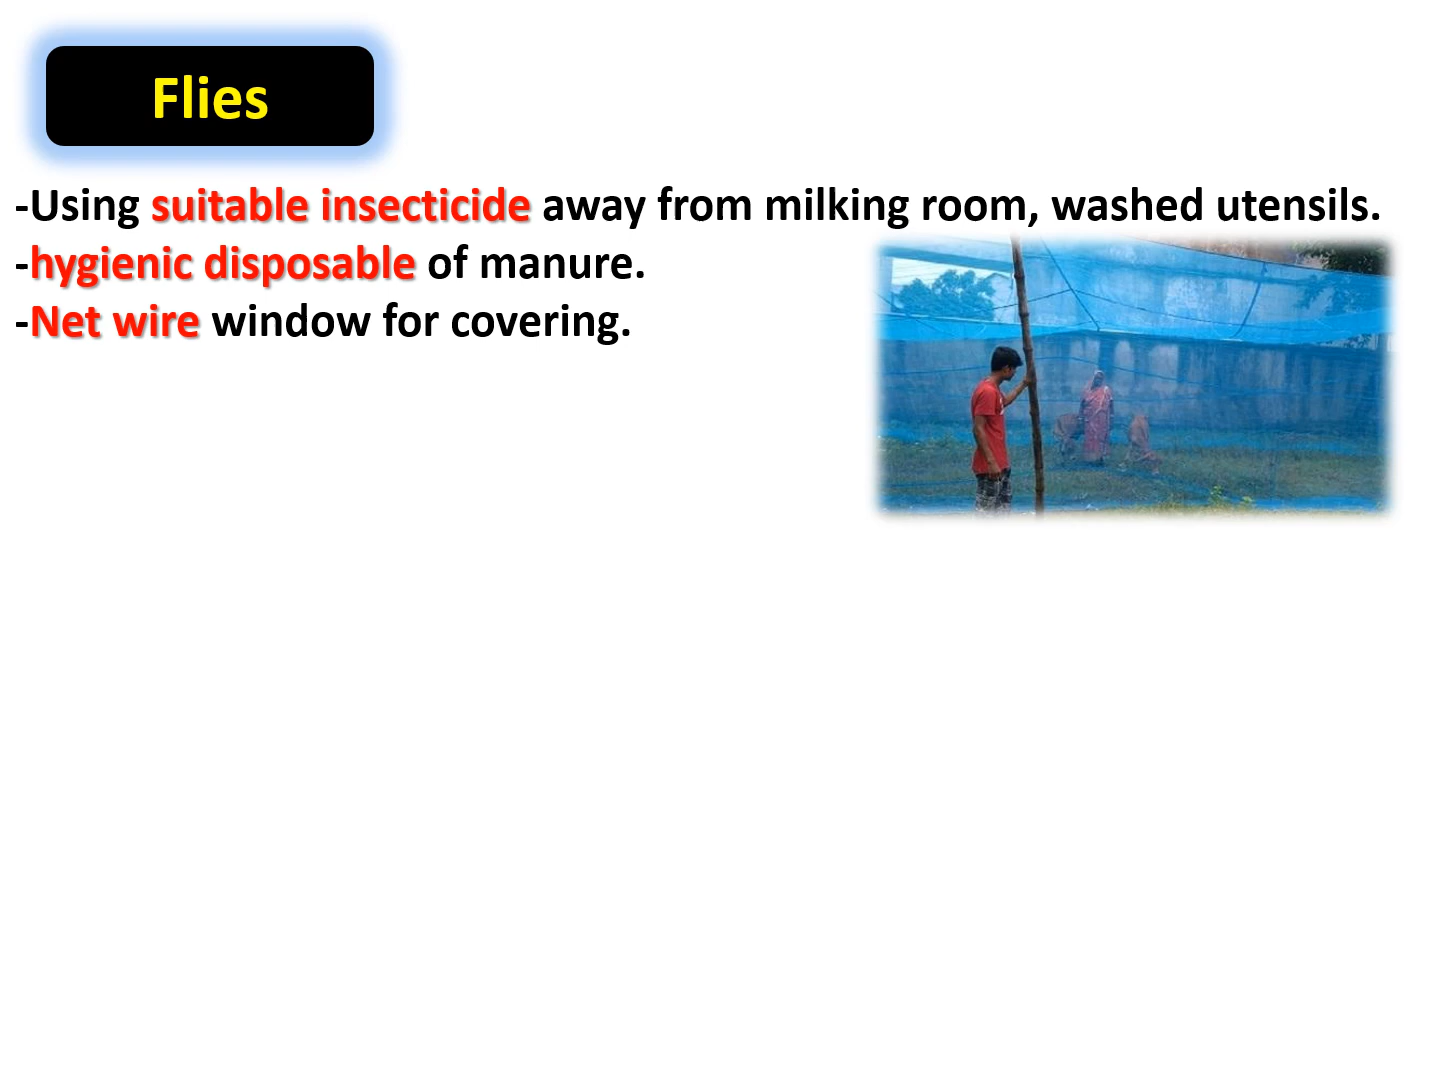 Flies
-Using suitable insecticide away from milking room, washed utensils.
-hygienic disposable of manure.
-Net wire window for covering.